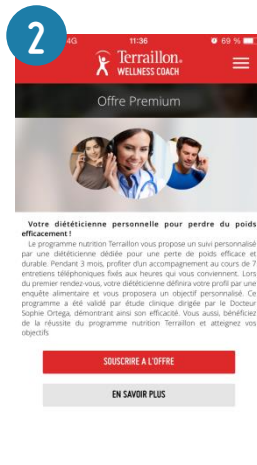 2
4G 11:36 69 %
Terraillon.
WELLNESS COACH
Offre Premium
Votre diététicienne personnelle pour perdre du poids
efficacement !
Le programme nutrition Terraillon vous propose un suivi personnalisé
par une diététicienne dédiée pour une perte de poids efficace et
durable. Pendant 3 mois, profiter d'un accompagnement au cours de 7
entretiens téléphoniques fixés aux heures qui vous conviennent. Lors
du premier rendez-vous, votre diététicienne définira votre profil par une
enquête alimentaire et vous proposera un objectif personnalisé. Ce
programme a été validé par étude clinique dirigée par le Docteur
Sophie Ortega, démontrant ainsi son efficacité. Vous aussi, bénéficiez
de la réussite du programme nutrition Terraillon et atteignez vos
objectifs
SOUSCRIRE A L'OFFRE
EN SAVOIR PLUS